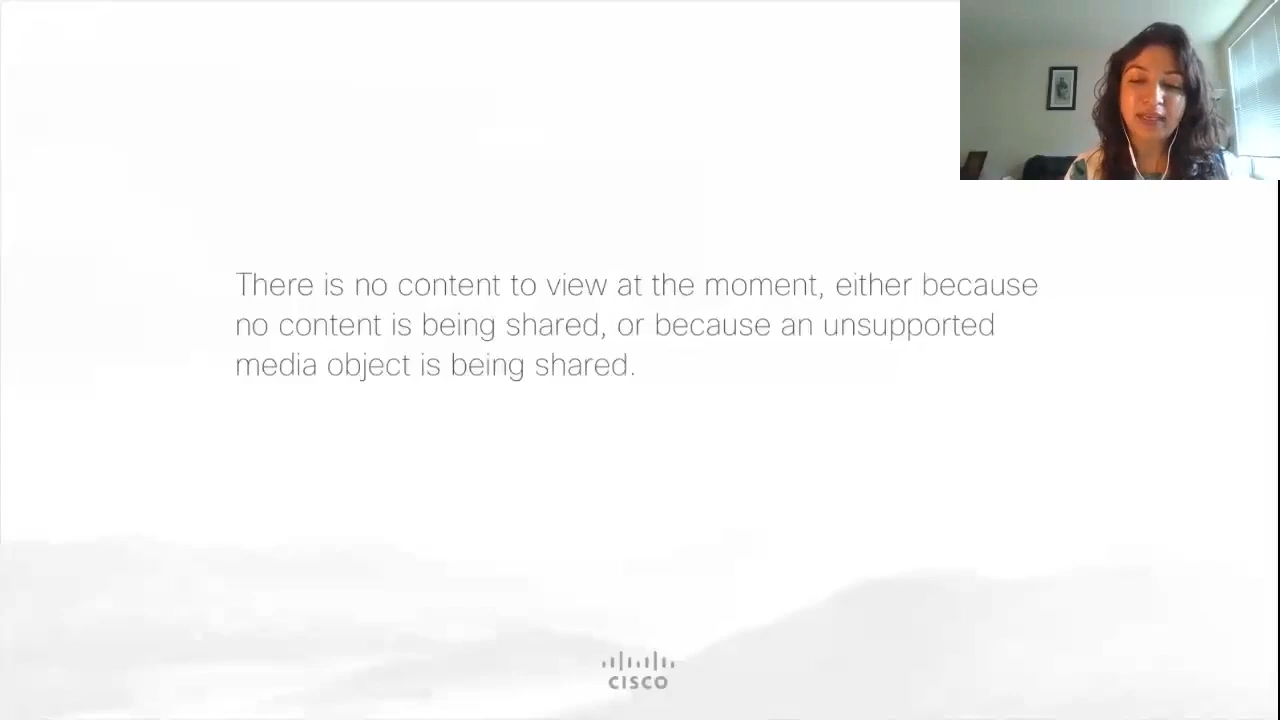 There is no content to view at the moment, either because
no content is being shared, or because an unsupported
media object is being shared.
CISCO